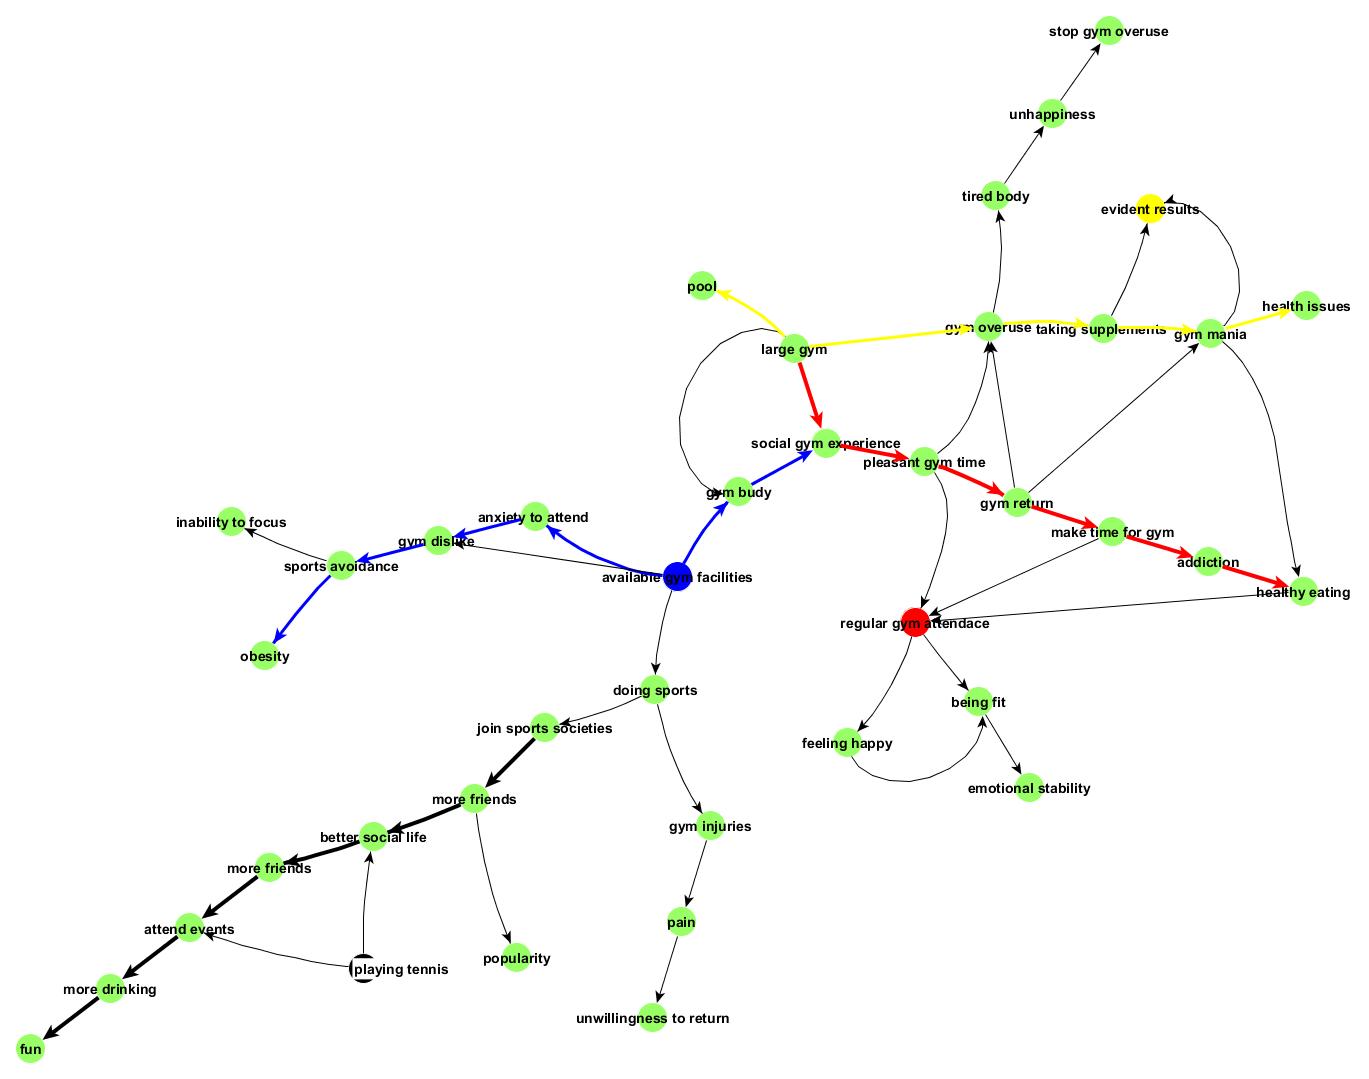 stop gym overuse
unhappiness
tired body
evident results
pool
health issues
gym overuse
taking supplements
gym mania
large gym
social gym experience
pleasant gym time
gym budy
gym return
inability to focus
anxiety to attend
make time for gym
gym dislike
sports avoidance
addiction
available gym facilities
healthy eating
regular gym attendace
obesity
doing sports
being fit
join sports societies
feeling happy
emotional stability
more friends
gym injuries
better social life
more friends
pain
attend events
popularity
playing tennis
more drinking
unwillingness to return
fun